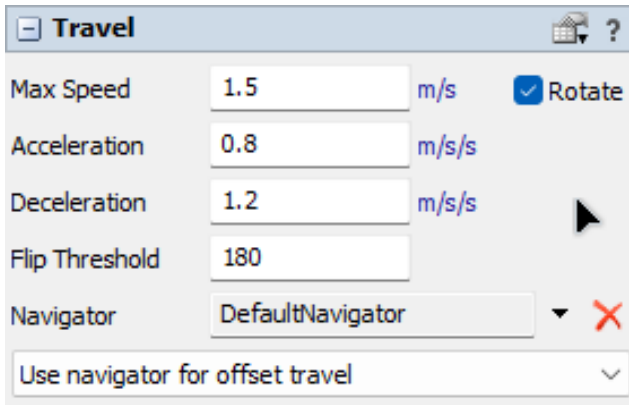 Travel ?
Max Speed 1.5 m/s Rotate
Acceleration 0.8 m/s/s
Deceleration 1.2 m/s/s
Flip Threshold 180
Navigator DefaultNavigator
Use navigator for offset travel